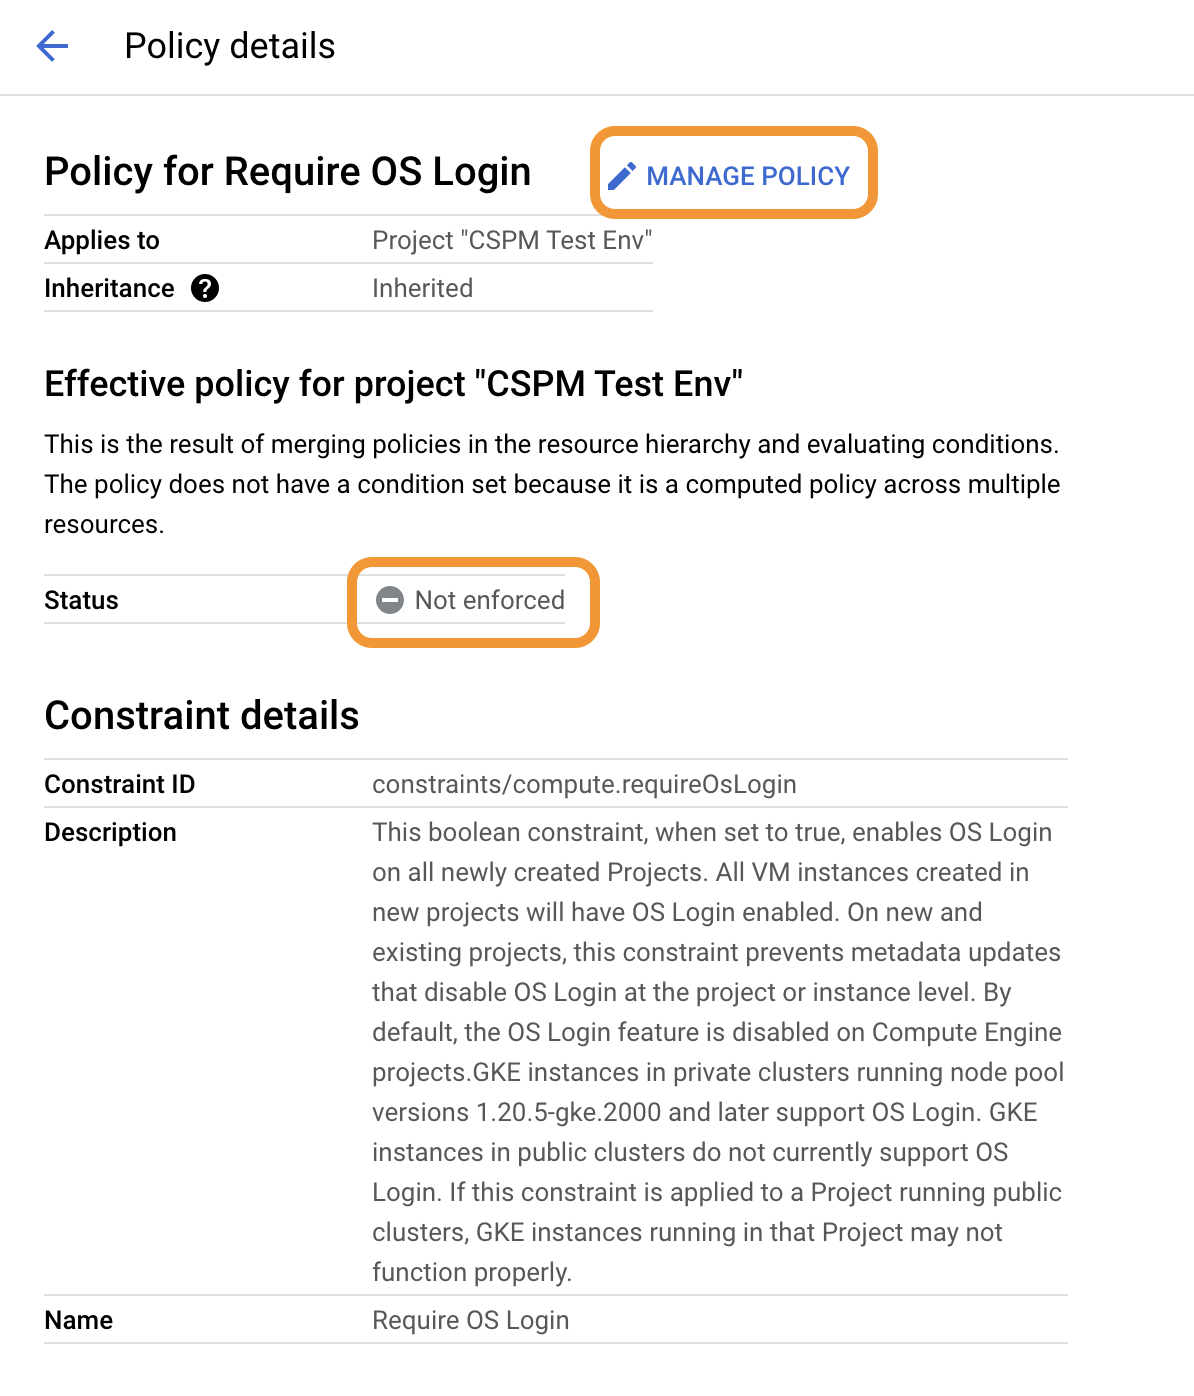 Policy details
Policy for Require OS Login
MANAGE POLICY
Applies to
Project "CSPM Test Env"
Inheritance ?
Inherited
Effective policy for project "CSPM Test Env"
This is the result of merging policies in the resource hierarchy and evaluating conditions.
The policy does not have a condition set because it is a computed policy across multiple
resources.
Status
Not enforced
Constraint details
Constraint ID
constraints/compute.requireOsLogin
Description
This boolean constraint, when set to true, enables OS Login
on all newly created Projects. All VM instances created in
new projects will have OS Login enabled. On new and
existing projects, this constraint prevents metadata updates
that disable OS Login at the project or instance level. By
default, the OS Login feature is disabled on Compute Engine
projects.GKE instances in private clusters running node pool
versions 1.20.5-gke.2000 and later support OS Login. GKE
instances in public clusters do not currently support OS
Login. If this constraint is applied to a Project running public
clusters, GKE instances running in that Project may not
function properly.
Name
Require OS Login